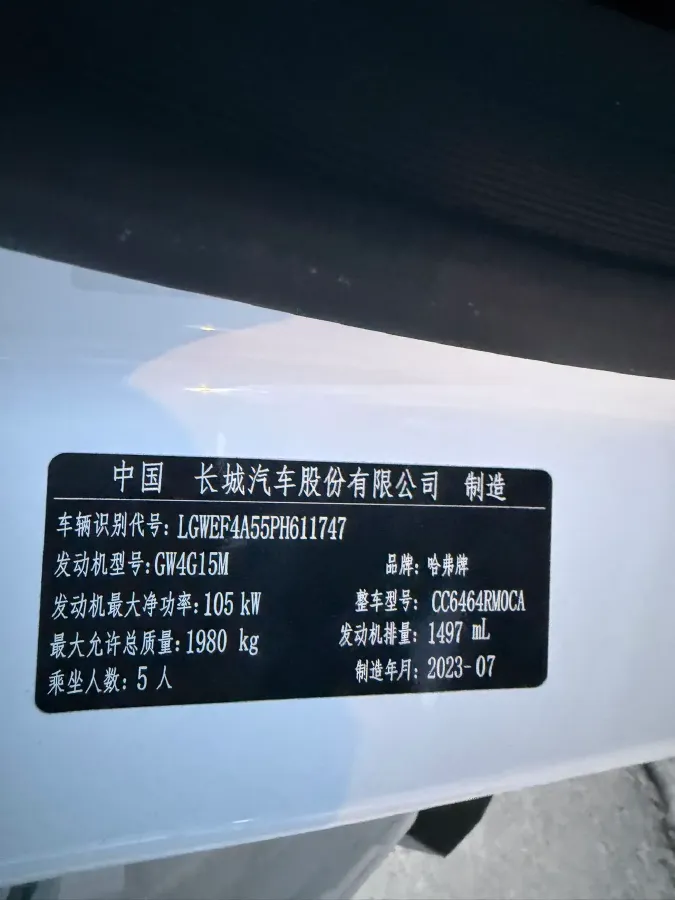 中国 长城汽车股份有限公司 制造
车辆识别代号: LGWEF4A55PH611747
发动机型号: GW4G15M 品牌: 哈弗牌
发动机最大净功率: 105 kW 整车型号: CC6464RM0CA
最大允许总质量: 1980 kg 发动机排量: 1497 mL
乘坐人数: 5 人 制造年月: 2023-07